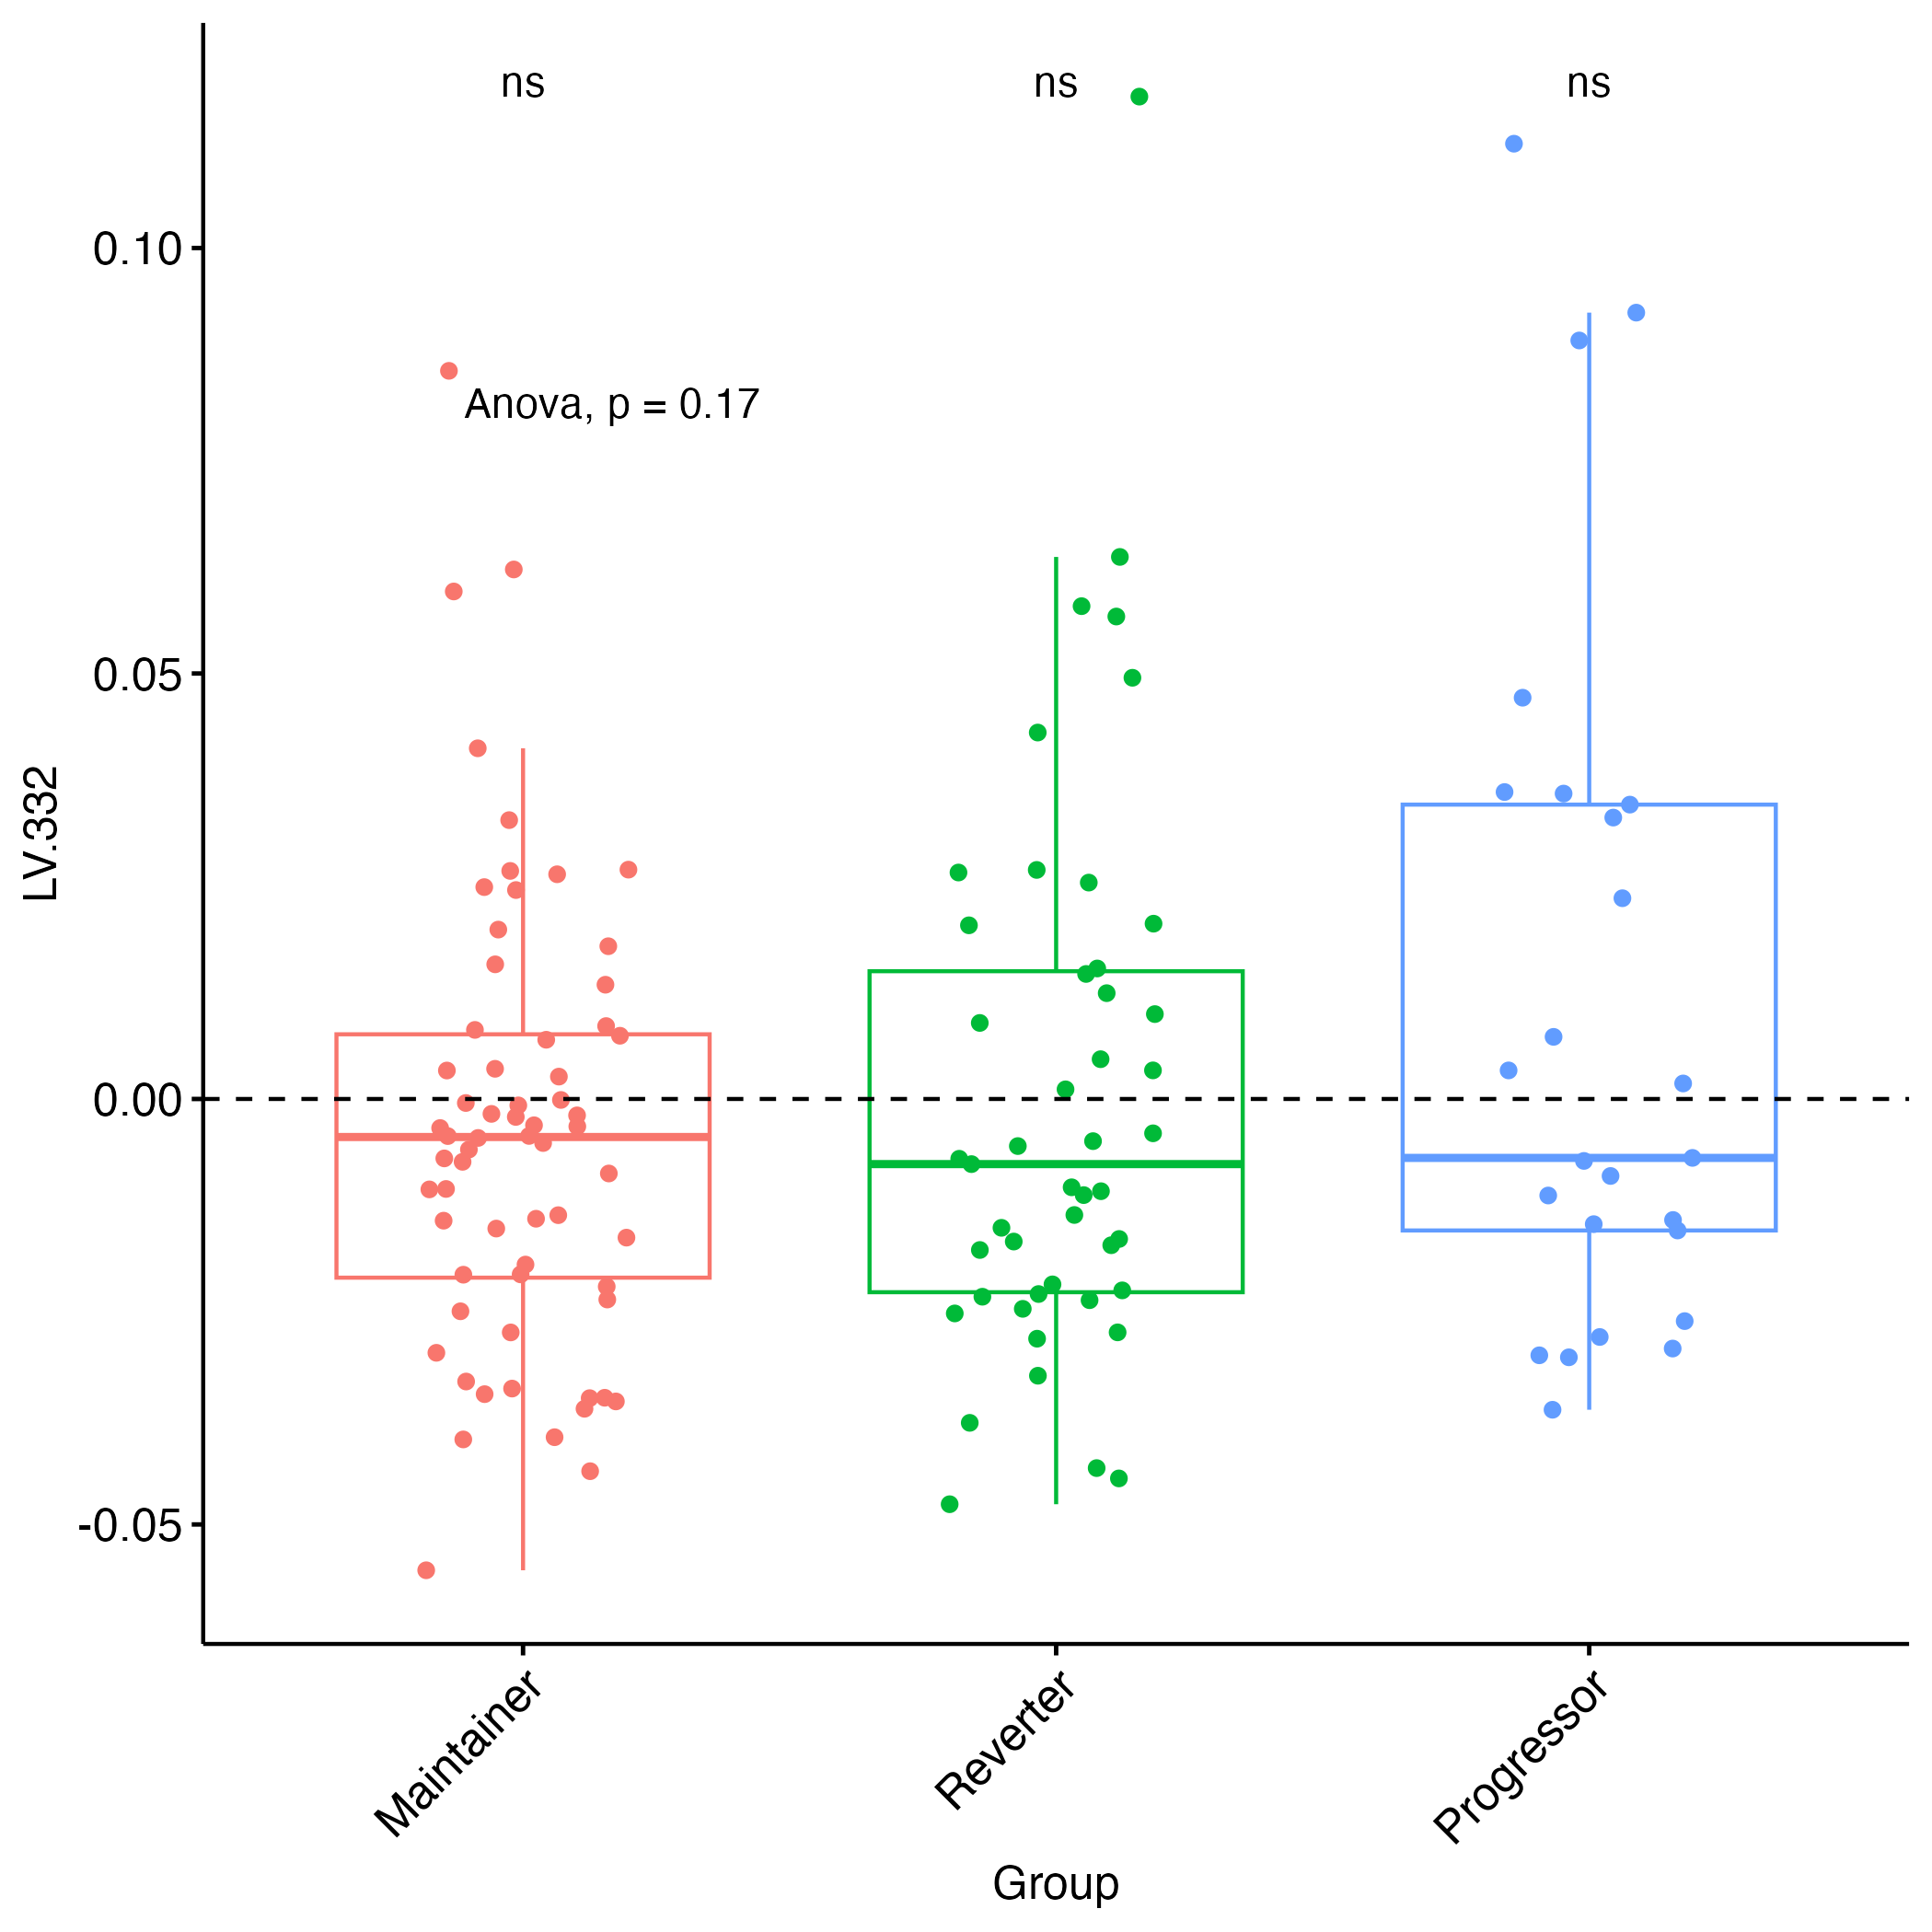 ns ns ns
0.10
Anova, p = 0.17
0.05
LV.332
0.00
-0.05
Maintainer Reverter Progressor
Group